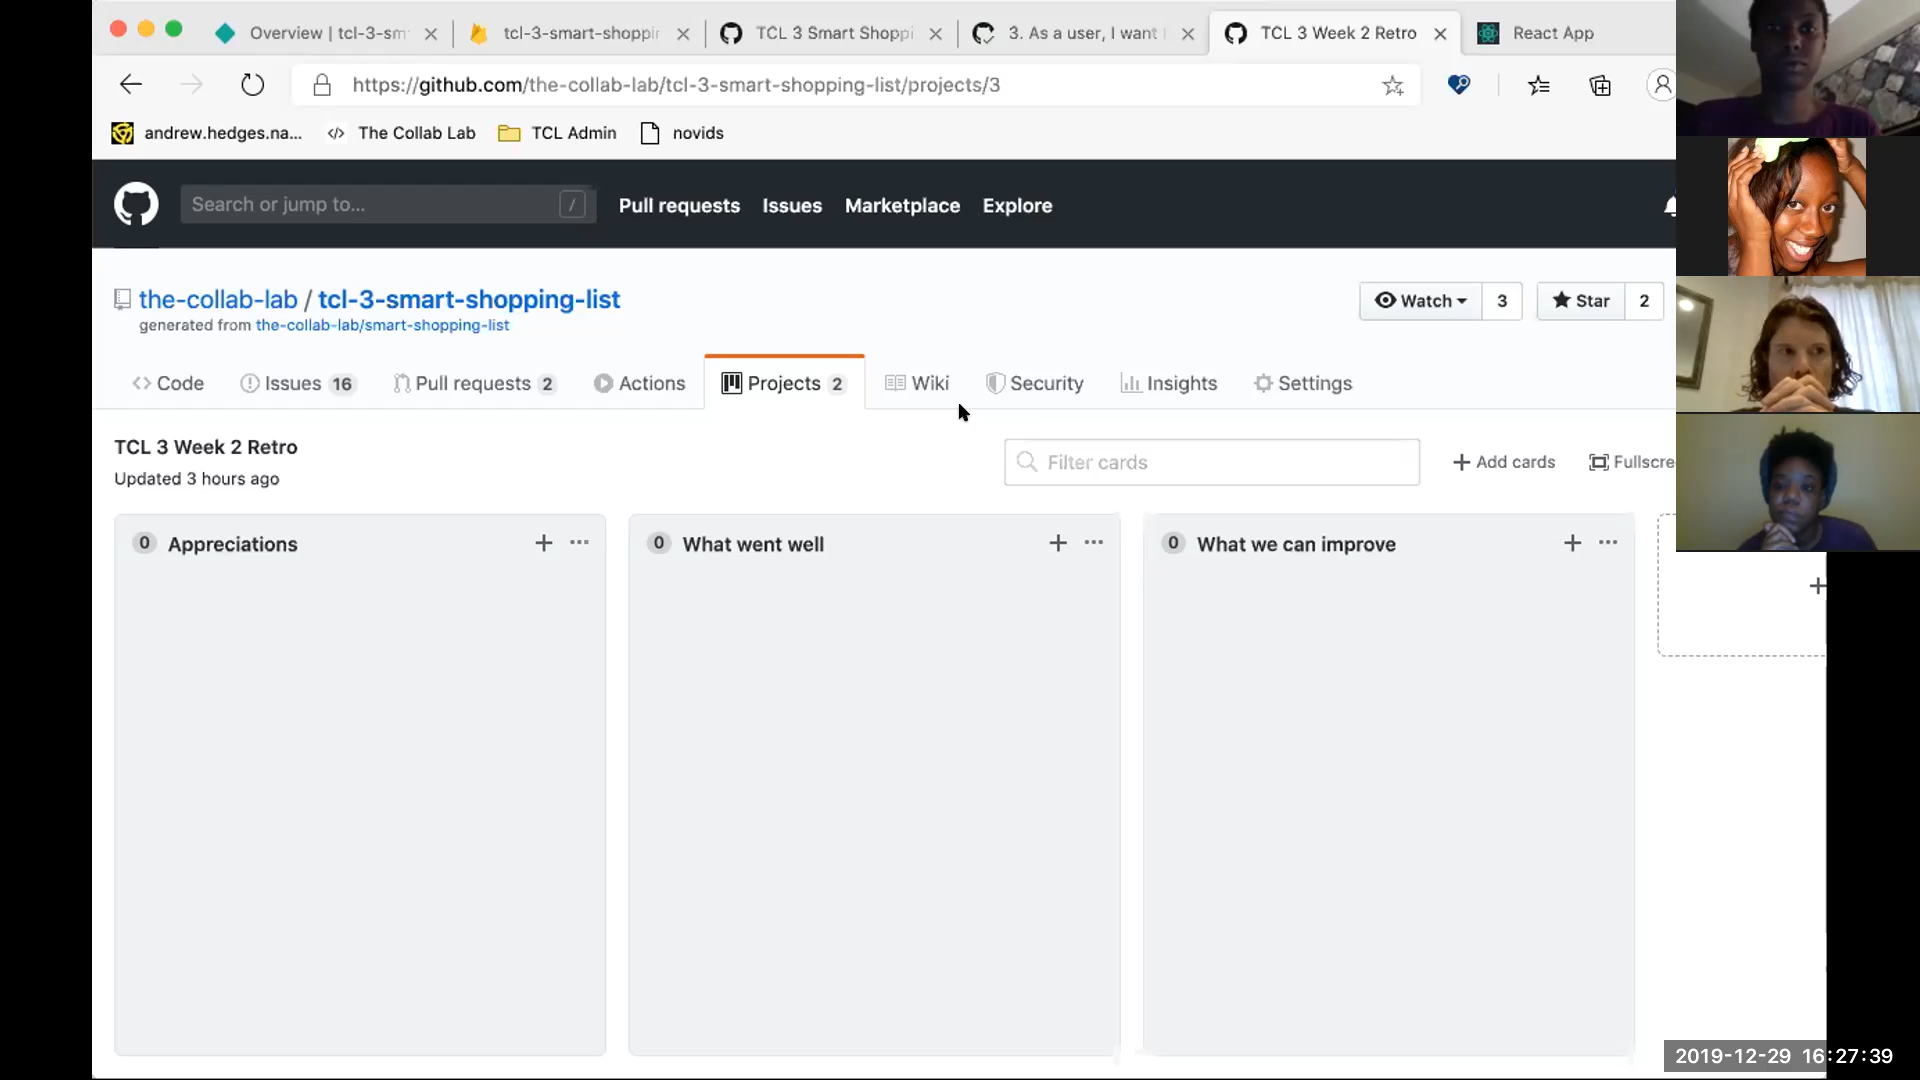 Overview | tcl-3-sm
tcl-3-smart-shoppin
TCL 3 Smart Shoppi
3. As a user, I want
TCL 3 Week 2 Retro
React App
https://github.com/the-collab-lab/tcl-3-smart-shopping-list/projects/3
andrew.hedges.na...
The Collab Lab
TCL Admin
novids
Search or jump to...
/
Pull requests
Issues
Marketplace
Explore
the-collab-lab / tcl-3-smart-shopping-list
Watch
3
Star
2
generated from the-collab-lab/smart-shopping-list
Code
Issues 16
Pull requests 2
Actions
Projects 2
Wiki
Security
Insights
Settings
TCL 3 Week 2 Retro
Updated 3 hours ago
Filter cards
+ Add cards
Fullscre
0 Appreciations + ...
0 What went well + ...
0 What we can improve + ...
+
2019-12-29 16:27:39